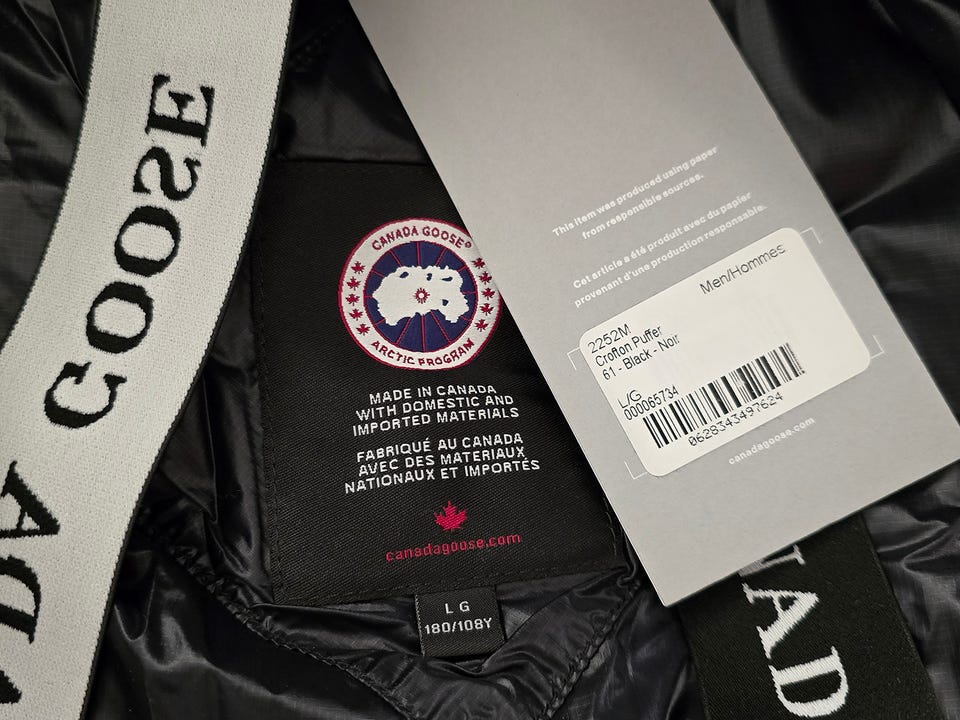 GOOSE
CANADA GOOSE®
ARCTIC PROGRAM
MADE IN CANADA
WITH DOMESTIC AND
IMPORTED MATERIALS
FABRIQUÉ AU CANADA
AVEC DES MATERIAUX
NATIONAUX ET IMPORTÉS
canadagoose.com
L G
180/108Y
This item was produced using paper
from responsible sources.
Cet article a été produit avec du papier
provenant d'une production responsable.
Men/Hommes
2252M
Crofton Puffer
61 - Black - Noir
L/G
000065734
0628343497624
canadagoose.com
NAD